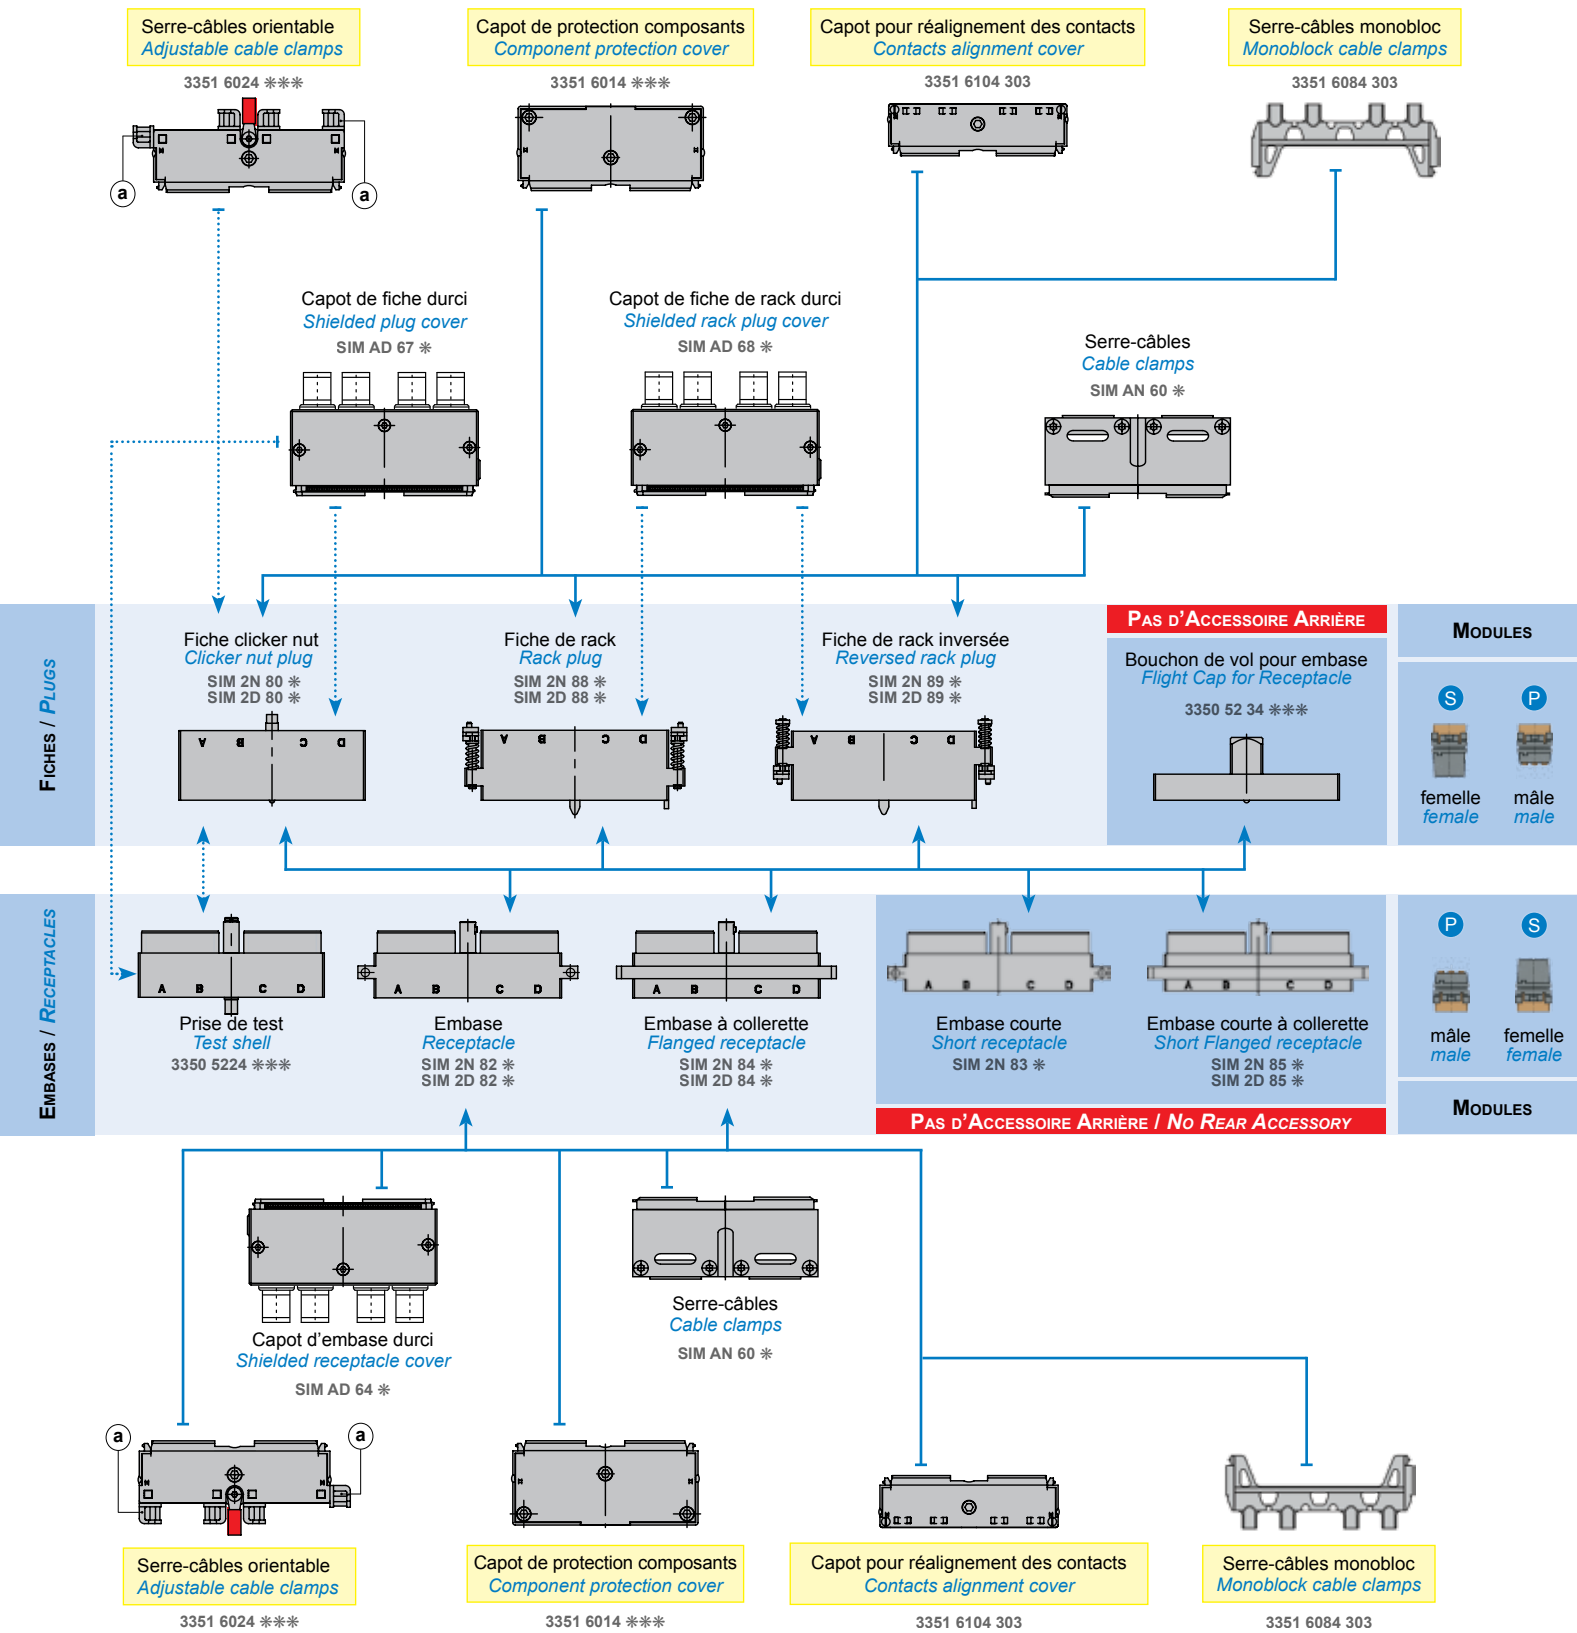 Serre-câbles orientable
Adjustable cable clamps
3351 6024 ✳✳✳
a
a
Capot de protection composants
Component protection cover
3351 6014 ✳✳✳
Capot pour réalignement des contacts
Contacts alignment cover
3351 6104 303
Serre-câbles monobloc
Monoblock cable clamps
3351 6084 303
Capot de fiche durci
Shielded plug cover
SIM AD 67 ✳
Capot de fiche de rack durci
Shielded rack plug cover
SIM AD 68 ✳
Serre-câbles
Cable clamps
SIM AN 60 ✳
Fiches / Plugs
Fiche clicker nut
Clicker nut plug
SIM 2N 80 ✳
SIM 2D 80 ✳
A B C D
Fiche de rack
Rack plug
SIM 2N 88 ✳
SIM 2D 88 ✳
A B C D
Fiche de rack inversée
Reversed rack plug
SIM 2N 89 ✳
SIM 2D 89 ✳
A B C D
Pas d'Accessoire Arrière
Bouchon de vol pour embase
Flight Cap for Receptacle
3350 52 34 ✳✳✳
Modules
S
P
femelle
female
mâle
male
Embases / Receptacles
A B C D
Prise de test
Test shell
3350 5224 ✳✳✳
A B C D
Embase
Receptacle
SIM 2N 82 ✳
SIM 2D 82 ✳
A B C D
Embase à collerette
Flanged receptacle
SIM 2N 84 ✳
SIM 2D 84 ✳
A B C D
Embase courte
Short receptacle
SIM 2N 83 ✳
A B C D
Embase courte à collerette
Short Flanged receptacle
SIM 2N 85 ✳
SIM 2D 85 ✳
Pas d'Accessoire Arrière / No Rear Accessory
P
S
mâle
male
femelle
female
Modules
Capot d'embase durci
Shielded receptacle cover
SIM AD 64 ✳
Serre-câbles
Cable clamps
SIM AN 60 ✳
a
a
Serre-câbles orientable
Adjustable cable clamps
3351 6024 ✳✳✳
Capot de protection composants
Component protection cover
3351 6014 ✳✳✳
Capot pour réalignement des contacts
Contacts alignment cover
3351 6104 303
Serre-câbles monobloc
Monoblock cable clamps
3351 6084 303